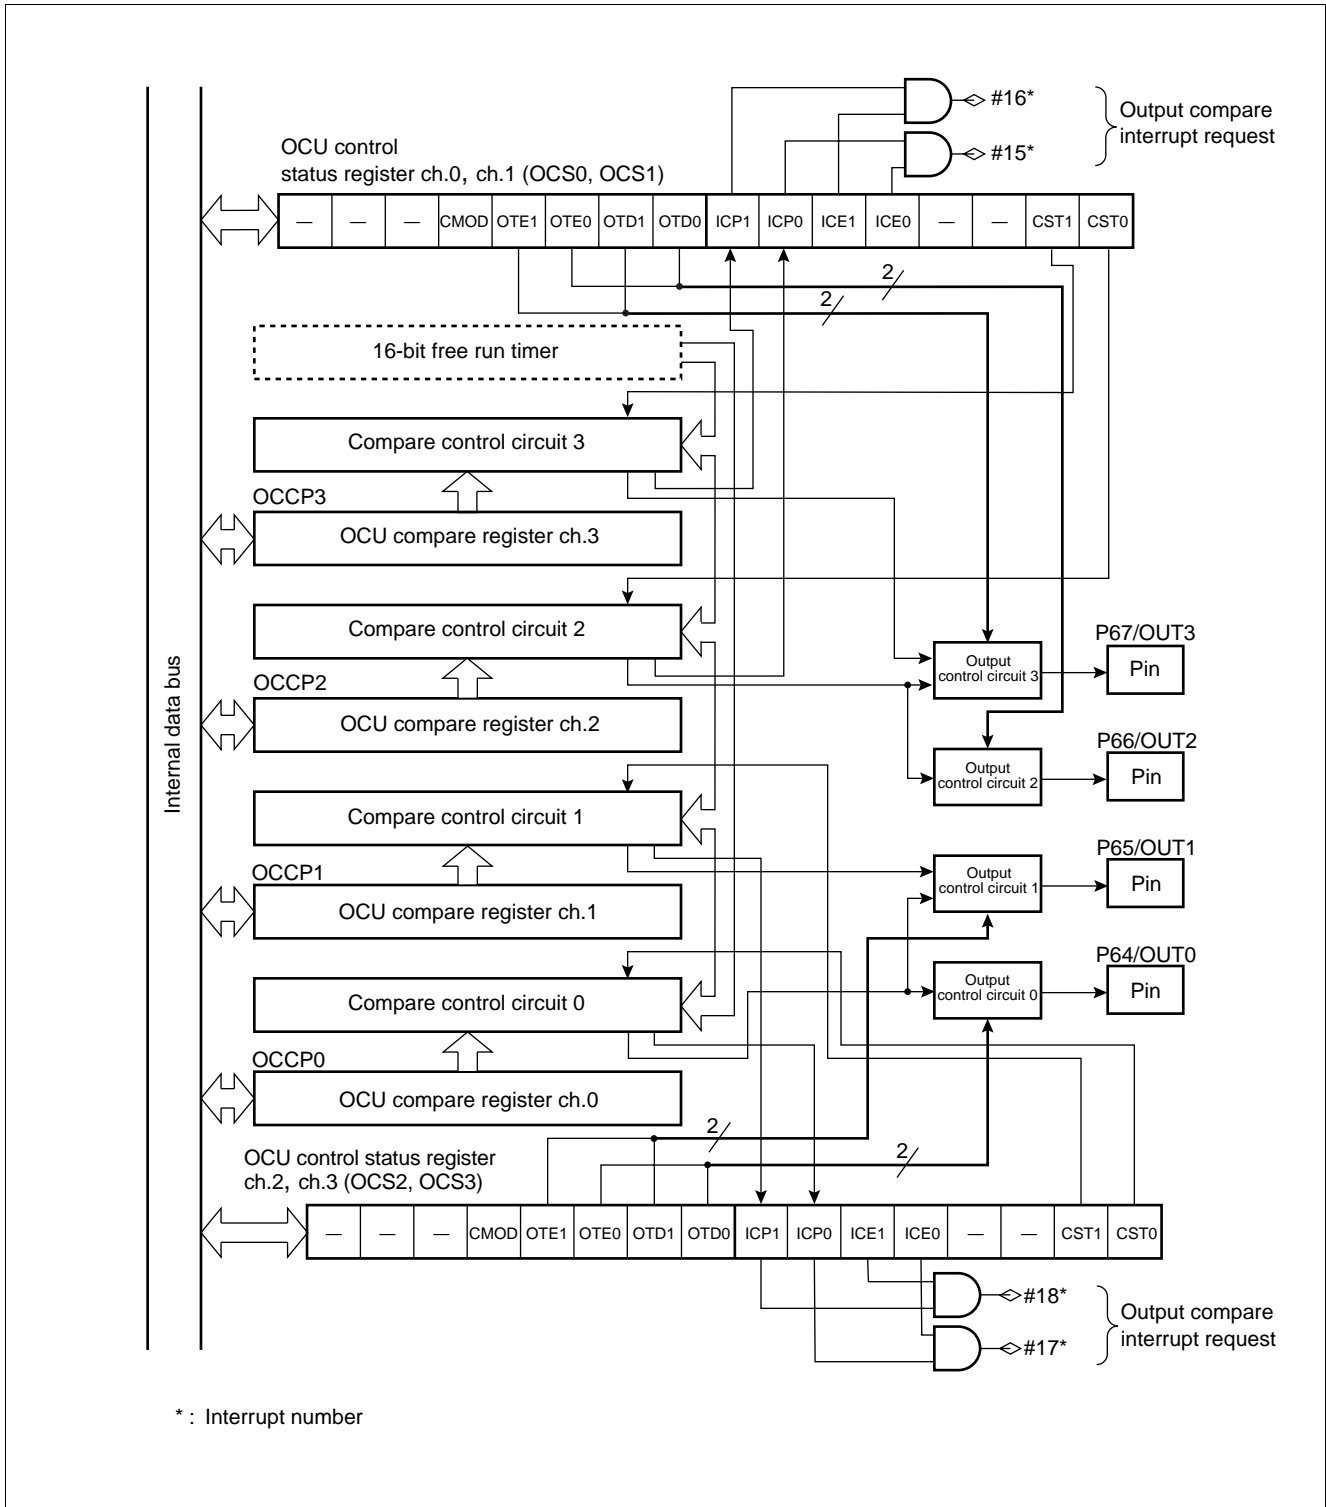 #16*
#15*
Output compare
interrupt request
OCU control
status register ch.0, ch.1 (OCS0, OCS1)
— — — CMOD OTE1 OTE0 OTD1 OTD0 ICP1 ICP0 ICE1 ICE0 — — CST1 CST0
2
2
16-bit free run timer
Compare control circuit 3
OCCP3
OCU compare register ch.3
Compare control circuit 2
OCCP2
OCU compare register ch.2
Compare control circuit 1
OCCP1
OCU compare register ch.1
Compare control circuit 0
OCCP0
OCU compare register ch.0
Internal data bus
Output
control circuit 3
P67/OUT3
Pin
Output
control circuit 2
P66/OUT2
Pin
Output
control circuit 1
P65/OUT1
Pin
Output
control circuit 0
P64/OUT0
Pin
2
2
OCU control status register
ch.2, ch.3 (OCS2, OCS3)
— — — CMOD OTE1 OTE0 OTD1 OTD0 ICP1 ICP0 ICE1 ICE0 — — CST1 CST0
#18*
#17*
Output compare
interrupt request
* : Interrupt number